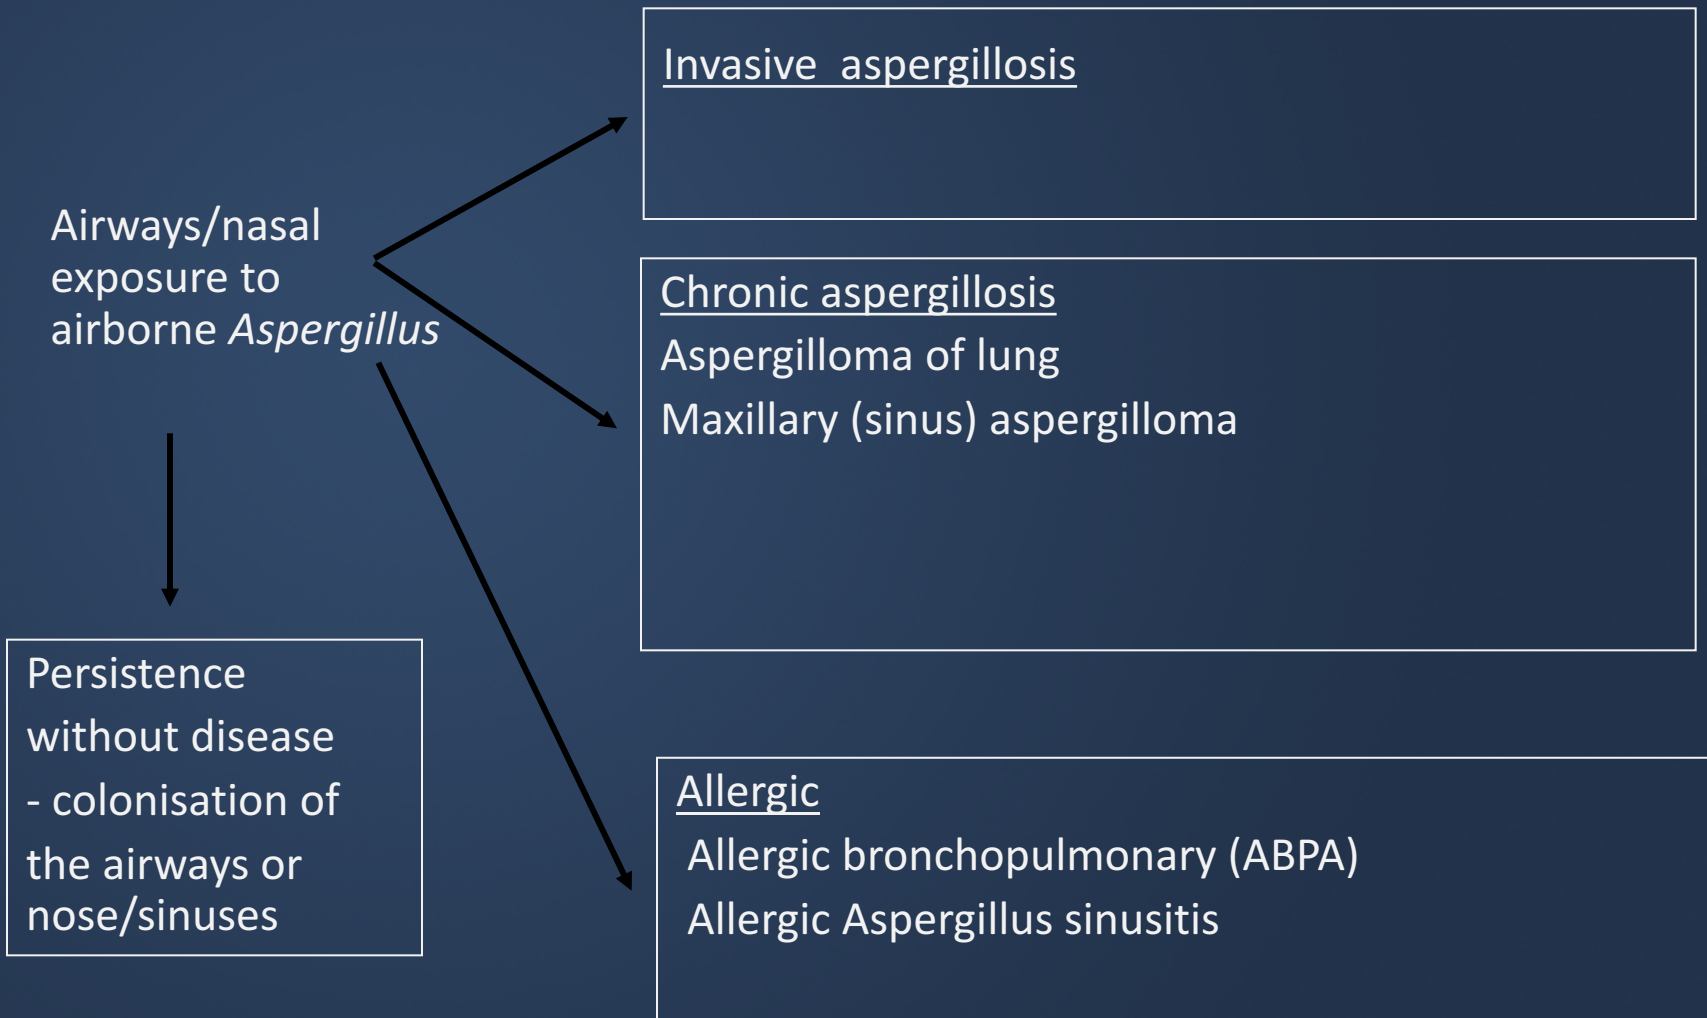 Invasive  aspergillosis
Airways/nasal
exposure to
airborne Aspergillus
Chronic aspergillosis
Aspergilloma of lung
Maxillary (sinus) aspergilloma
Persistence
without disease
- colonisation of
the airways or
nose/sinuses
Allergic
Allergic bronchopulmonary (ABPA)
Allergic Aspergillus sinusitis